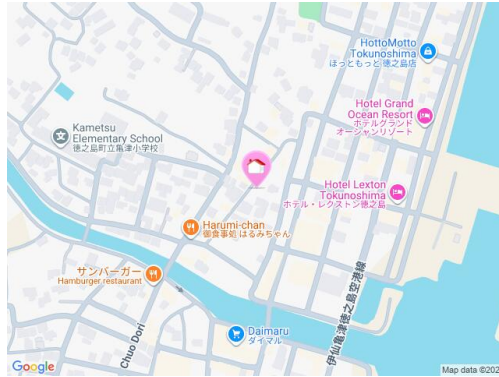 HottoMotto
Tokunoshima
ほっともっと 徳之島店
Hotel Grand
Ocean Resort
ホテルグランド
オーシャンリゾート
Kametsu
Elementary School
徳之島町立亀津小学校
Hotel Lexton
Tokunoshima
ホテル・レクストン徳之島
Harumi-chan
御食事処 はるみちゃん
サンバーガー
Hamburger restaurant
伊仙亀津徳之島空港線
Chuo Dori
Daimaru
ダイマル
Google
Map data ©202